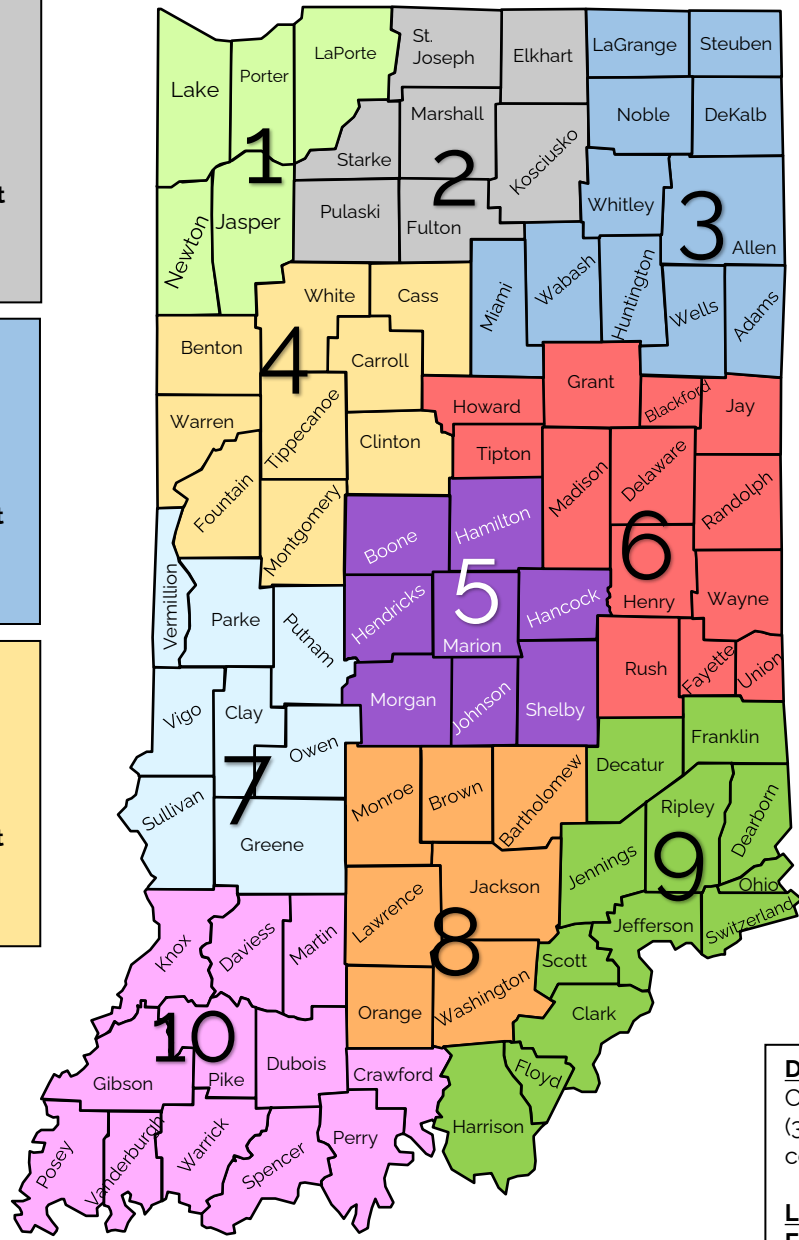 LaPorte
St.
Joseph
Elkhart
LaGrange
Steuben
Lake
Porter
Marshall
Noble
DeKalb
1
Starke
2
Kosciusko
t
Newton
Jasper
Pulaski
Fulton
Whitley
3
Allen
White
Cass
Miami
Wabash
Huntington
Wells
Adams
Benton
4
Carroll
Grant
Blackford
Jay
Howard
Warren
Tippecanoe
Clinton
Tipton
Madison
Delaware
Randolph
Fountain
Montgomery
Boone
Hamilton
t
6
Vermillion
Parke
Putnam
Hendricks
5
Marion
Hancock
Henry
Wayne
Rush
Fayette
Union
Vigo
Clay
Morgan
Johnson
Shelby
Owen
Franklin
7
Decatur
Sullivan
Monroe
Brown
Bartholomew
Ripley
Dearborn
t
Greene
Jennings
9
Ohio
Lawrence
Jackson
Jefferson
Switzerland
Knox
Daviess
Martin
8
Scott
Washington
Orange
Clark
10
Gibson
Pike
Dubois
Crawford
Floyd
Harrison
Posey
Vanderburgh
Warrick
Spencer
Perry
D
(3
L